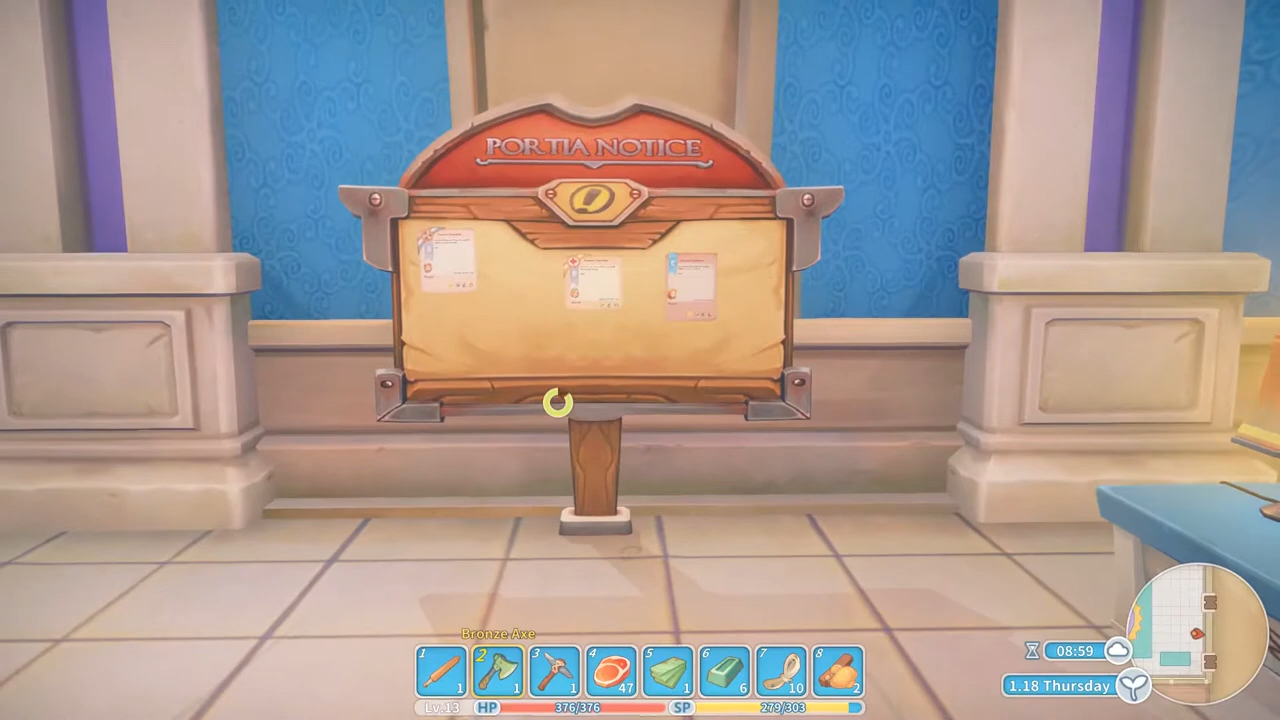 PORTIA NOTICE
Bronze Axe
1 2 3 4 5 6 7 8
1 1 1 47 1 6 10 2
Lv.13 HP 376/376 SP 279/303
08:59
1.18 Thursday